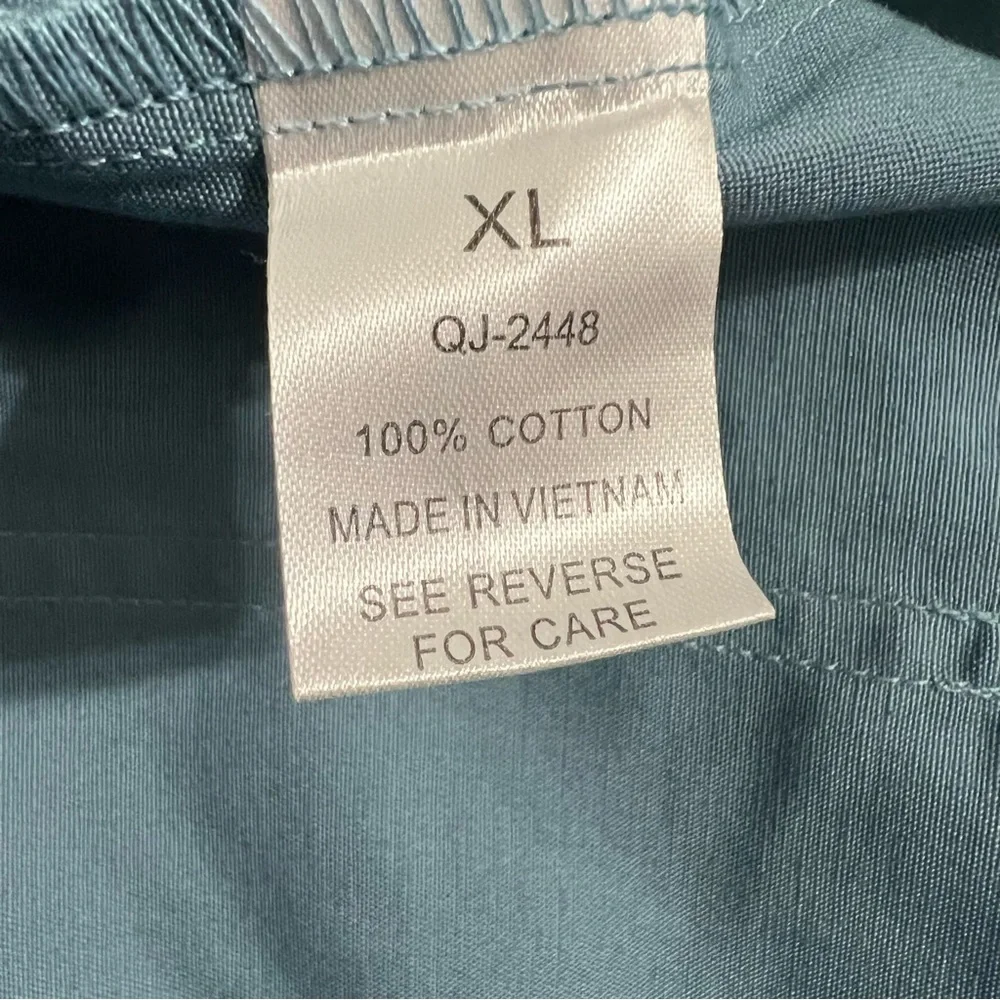 XL
QJ-2448
100% COTTON
MADE IN VIETNAM
SEE REVERSE
FOR CARE